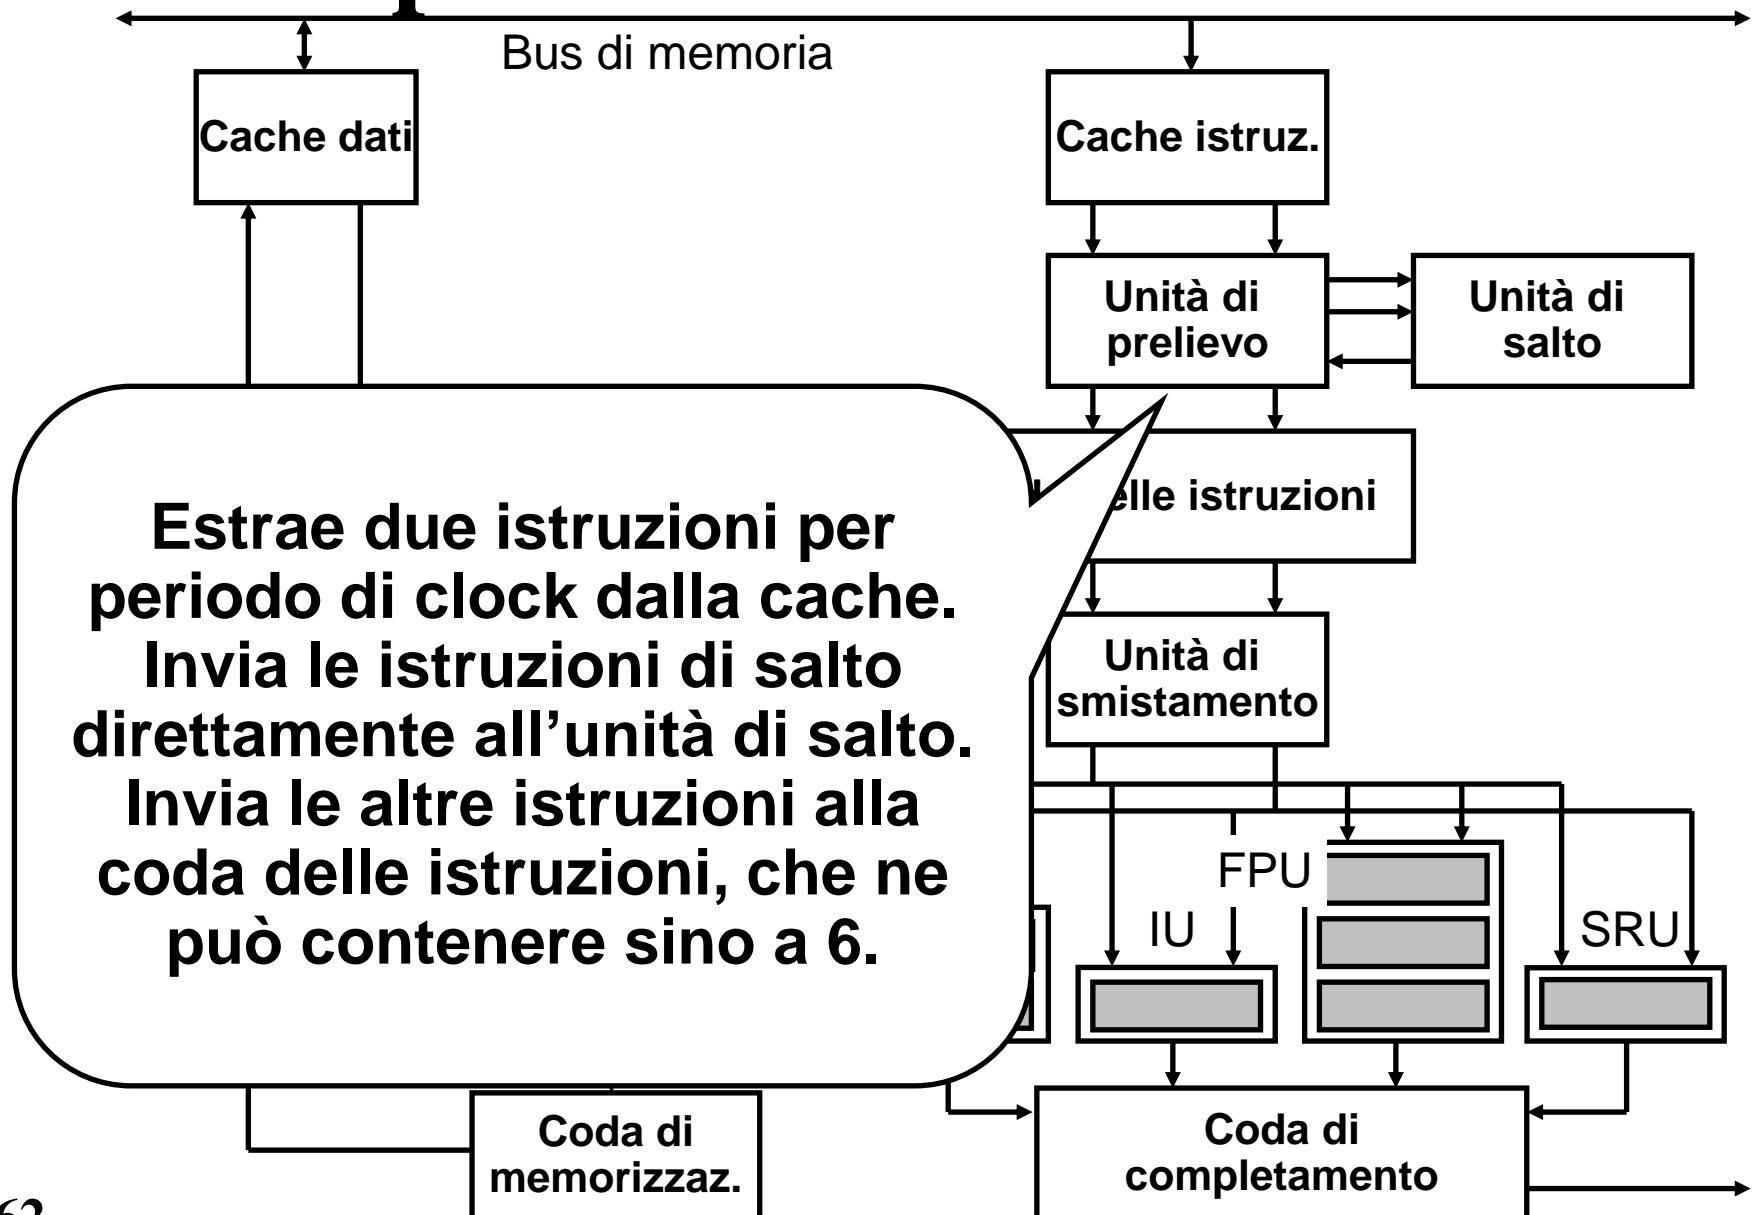 Bus di memoria
Cache dati
Cache istruz.
Unità di
prelievo
Unità di
salto
elle istruzioni
Estrae due istruzioni per
periodo di clock dalla cache.
Invia le istruzioni di salto
direttamente all’unità di salto.
Invia le altre istruzioni alla
coda delle istruzioni, che ne
può contenere sino a 6.
Unità di
smistamento
FPU
IU
SRU
Coda di
memorizzaz.
Coda di
completamento